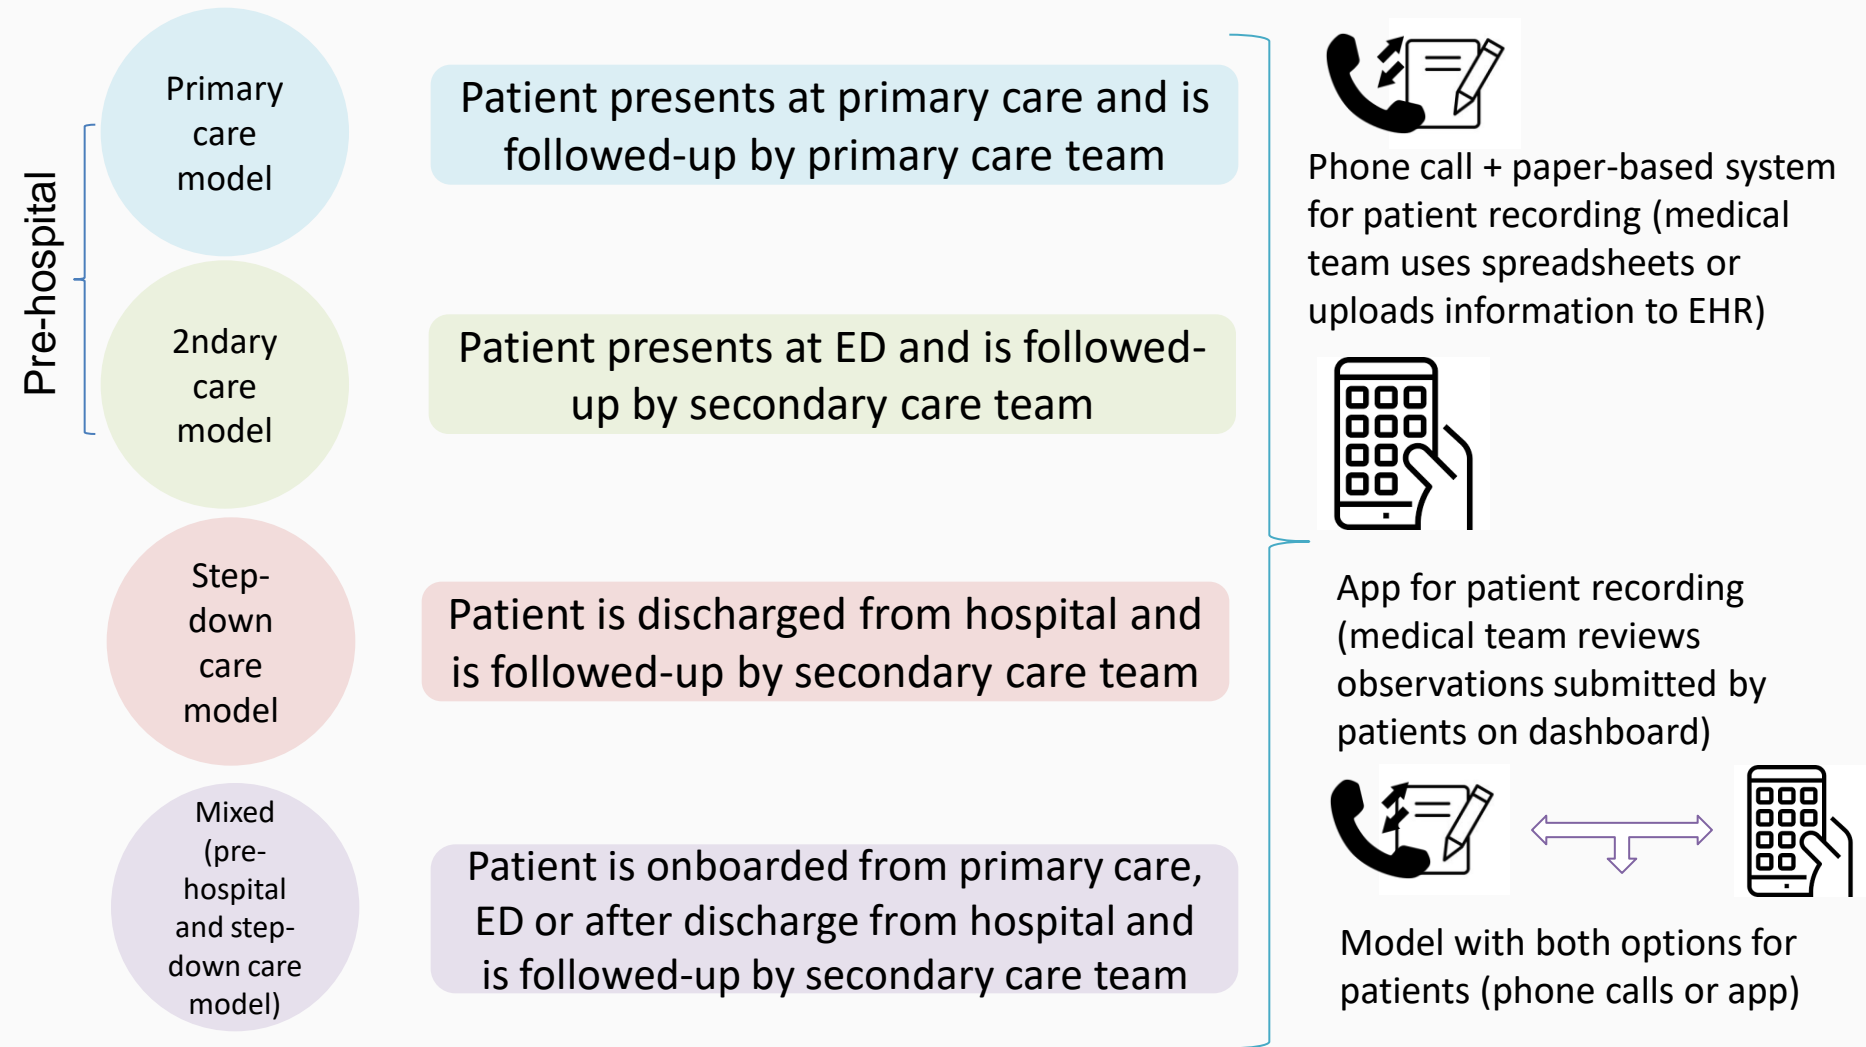 Pre-hospital
Primary
care
model
Patient presents at primary care and is
followed-up by primary care team
Phone call + paper-based system
for patient recording (medical
team uses spreadsheets or
uploads information to EHR)
2ndary
care
model
Patient presents at ED and is followed-
up by secondary care team
Step-
down
care
model
Patient is discharged from hospital and
is followed-up by secondary care team
App for patient recording
(medical team reviews
observations submitted by
patients on dashboard)
Mixed
(pre-
hospital
and step-
down care
model)
Patient is onboarded from primary care,
ED or after discharge from hospital and
is followed-up by secondary care team
Model with both options for
patients (phone calls or app)